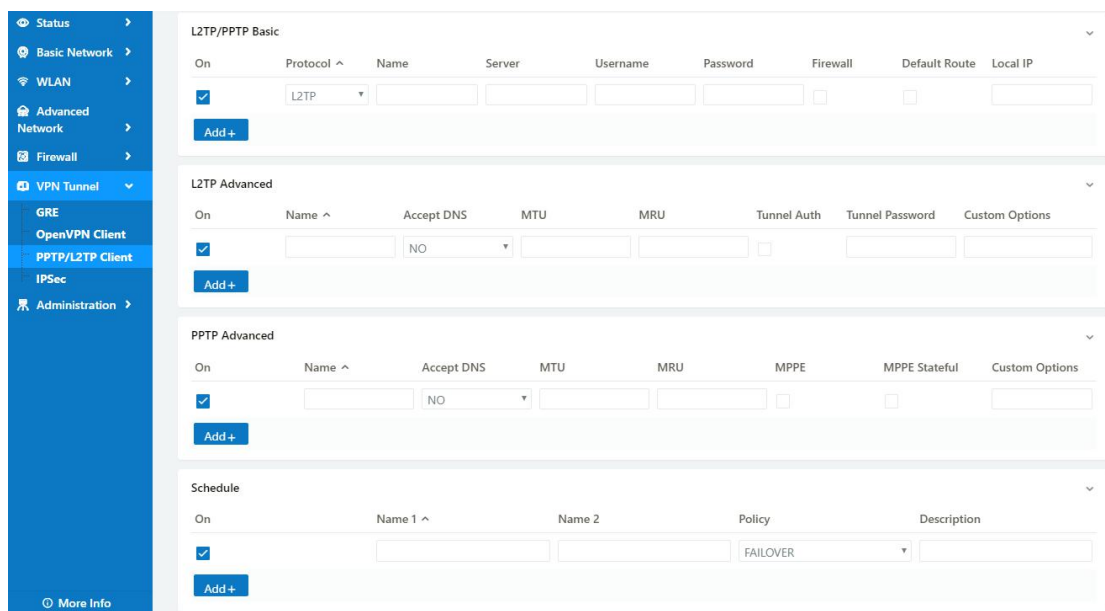 Status
Basic Network
WLAN
Advanced
Network
Firewall
VPN Tunnel
GRE
OpenVPN Client
PPTP/L2TP Client
IPSec
Administration
More Info
L2TP/PPTP Basic
On Protocol Name Server Username Password Firewall Default Route Local IP
L2TP
Add+
L2TP Advanced
On Name Accept DNS MTU MRU Tunnel Auth Tunnel Password Custom Options
NO
Add+
PPTP Advanced
On Name Accept DNS MTU MRU MPPE MPPE Stateful Custom Options
NO
Add+
Schedule
On Name 1 Name 2 Policy Description
FAILOVER
Add+